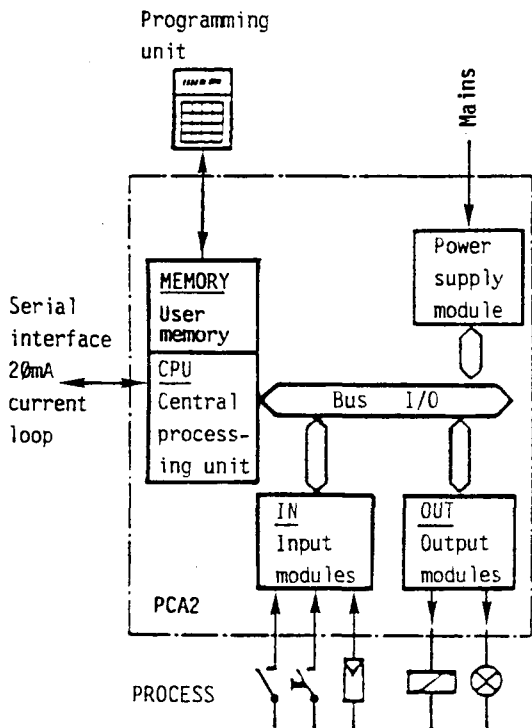 Programming
unit
Mains
Power
supply
module
MEMORY
User
memory
Serial
interface
20mA
current
loop
CPU
Central
process-
ing unit
Bus I/O
IN
Input
modules
OUT
Output
modules
PCA2
PROCESS